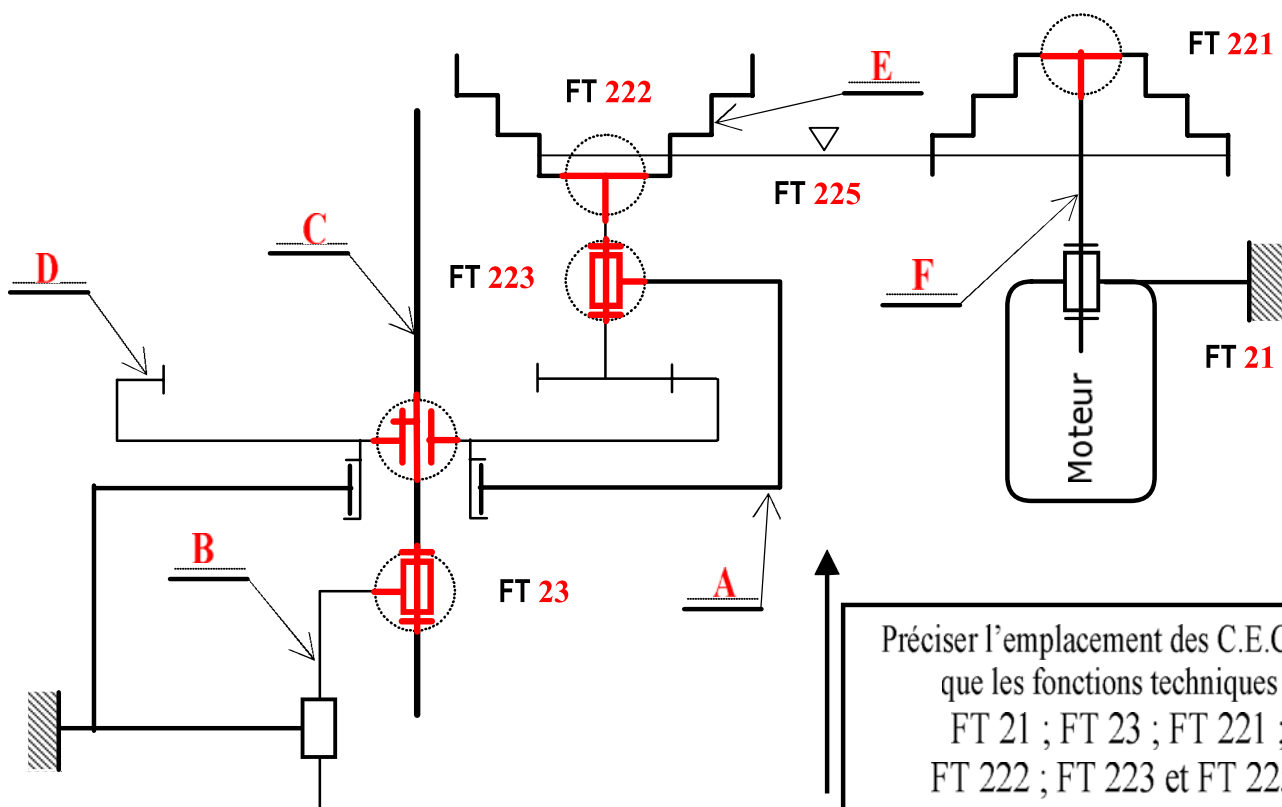 FT 221
E
FT 222
FT 225
C
D
FT 223
F
FT 21
Moteur
B
FT 23
A
Préciser l’emplacement des
que les fonctions techniques
FT 21 ; FT 23 ; FT 221 ;
FT 222 ; FT 223 et FT